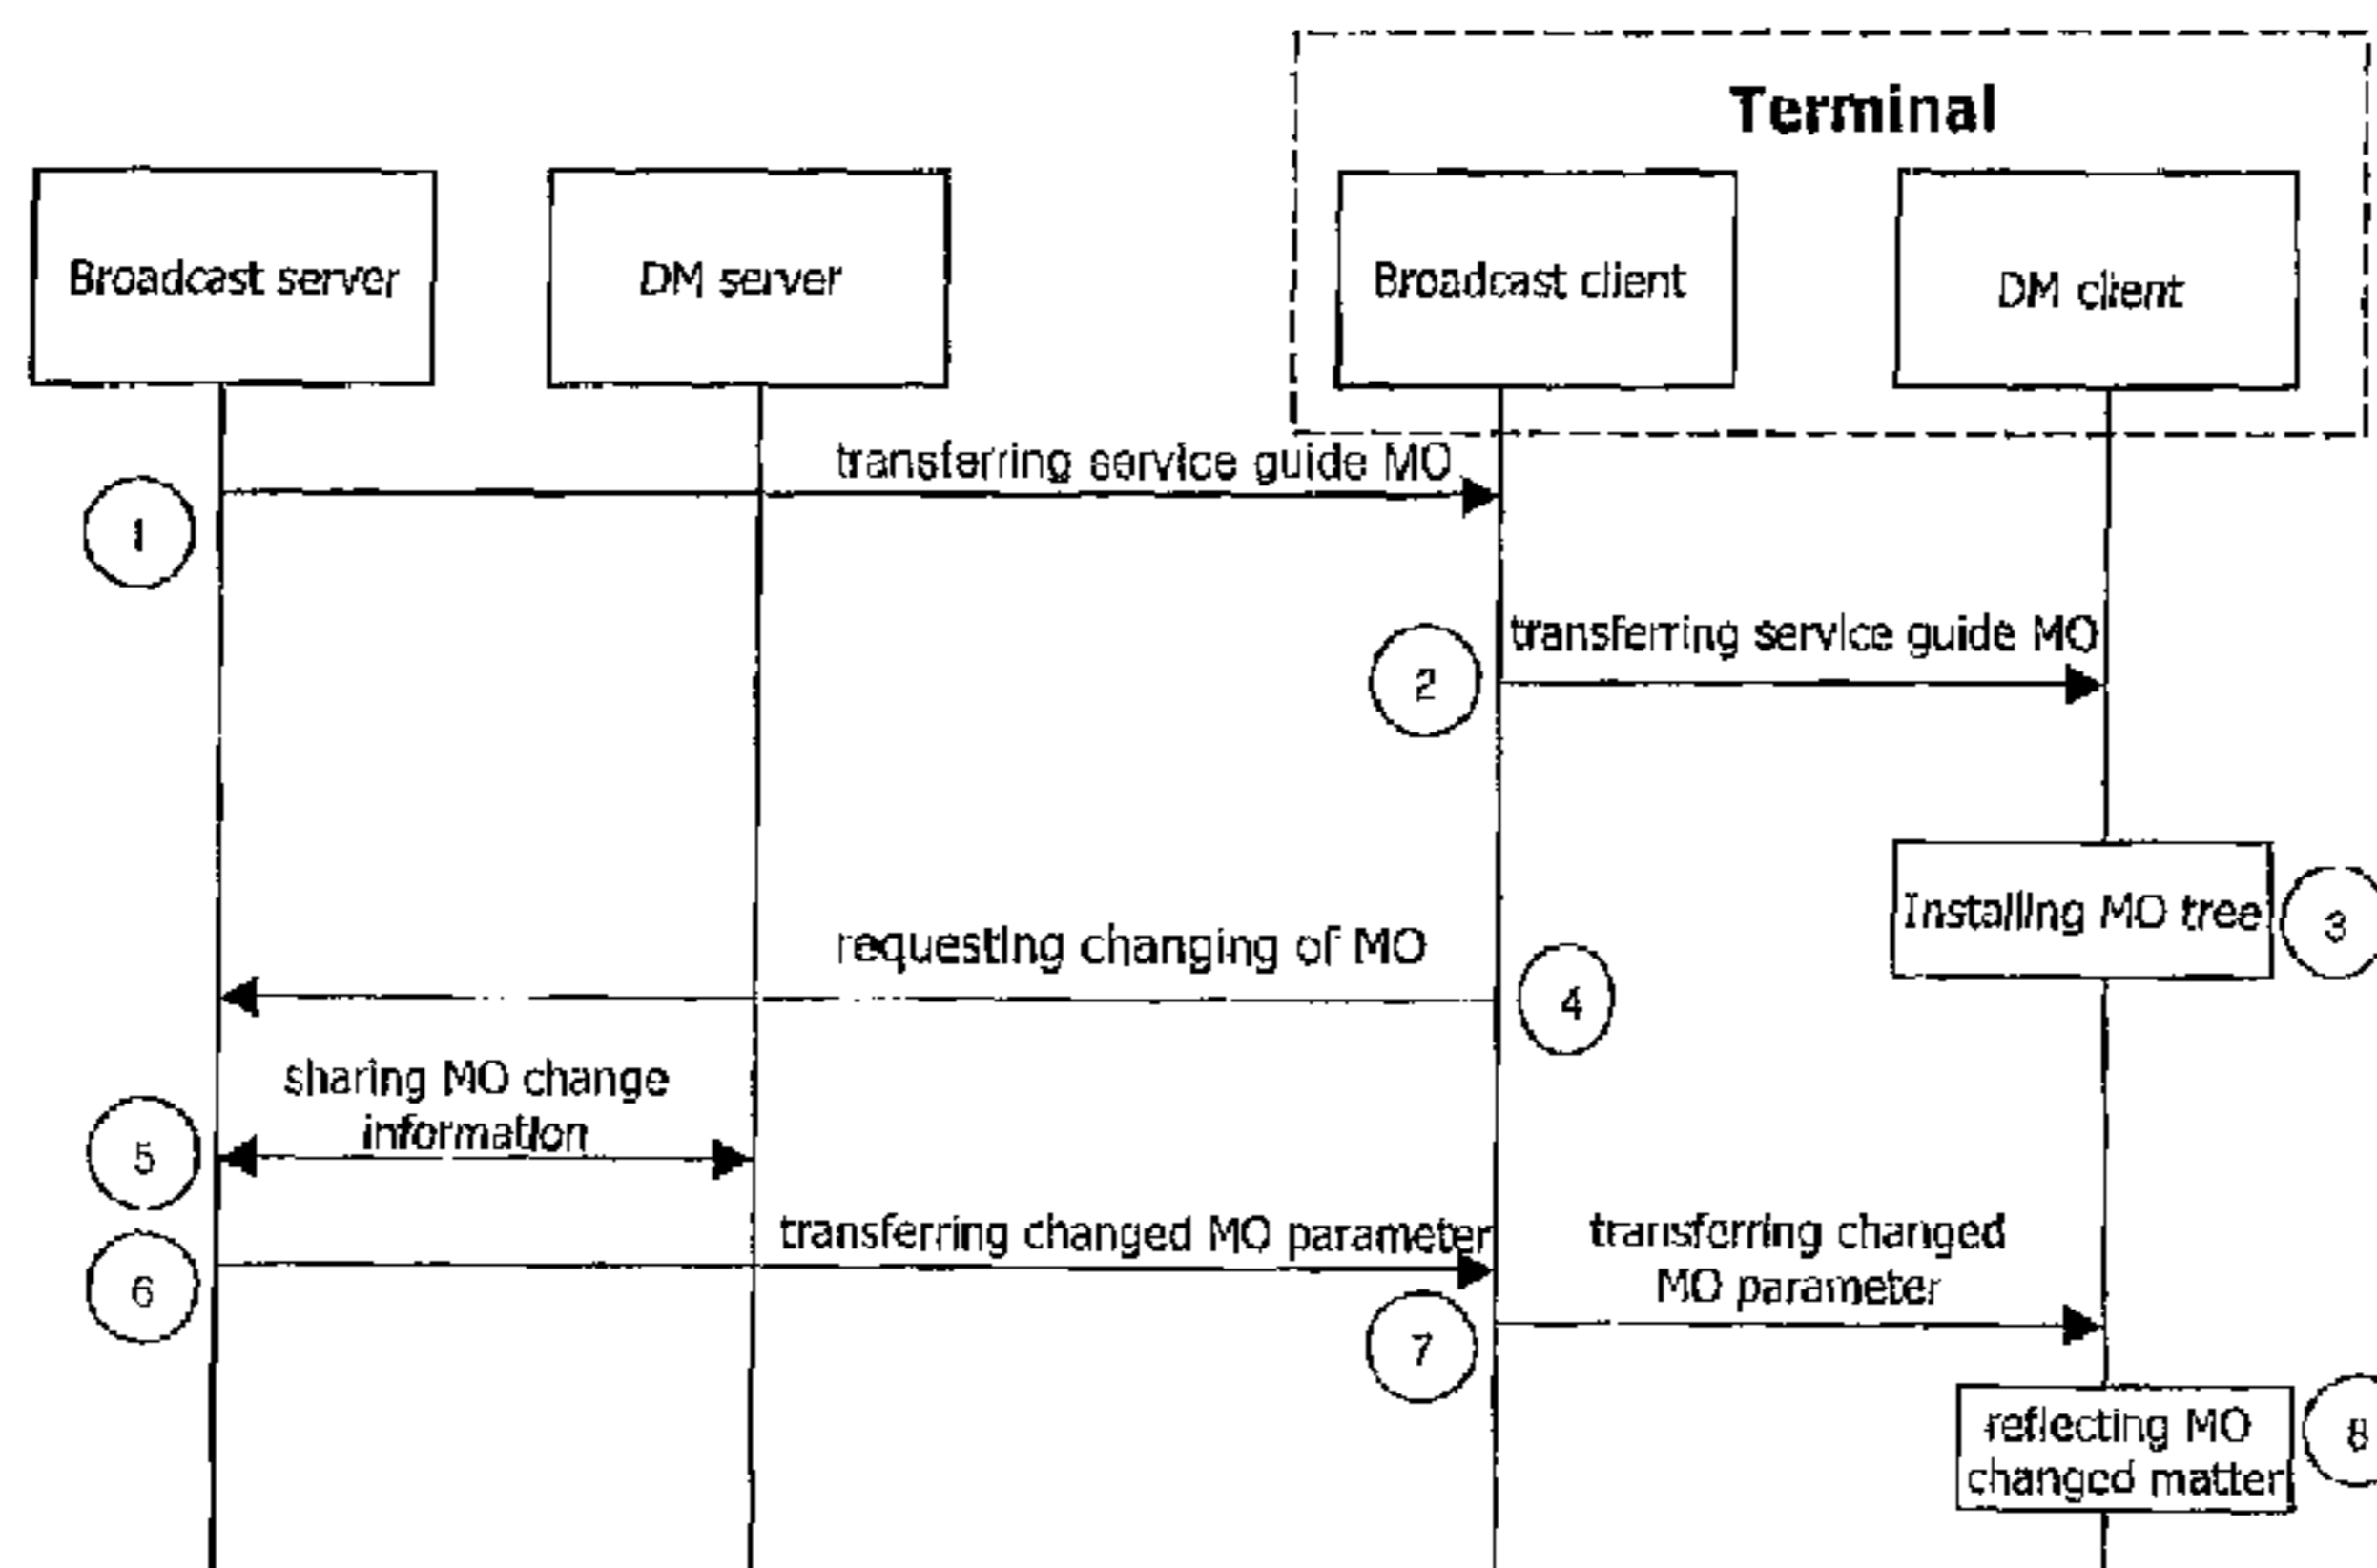 Terminal
Broadcast server
DM server
Broadcast client
DM client
transferring service guide MO
1
transferring service guide MO
2
Installing MO tree
3
requesting changing of MO
4
sharing MO change
information
5
transferring changed MO parameter
6
transferring changed
MO parameter
7
reflecting MO
changed matter
8